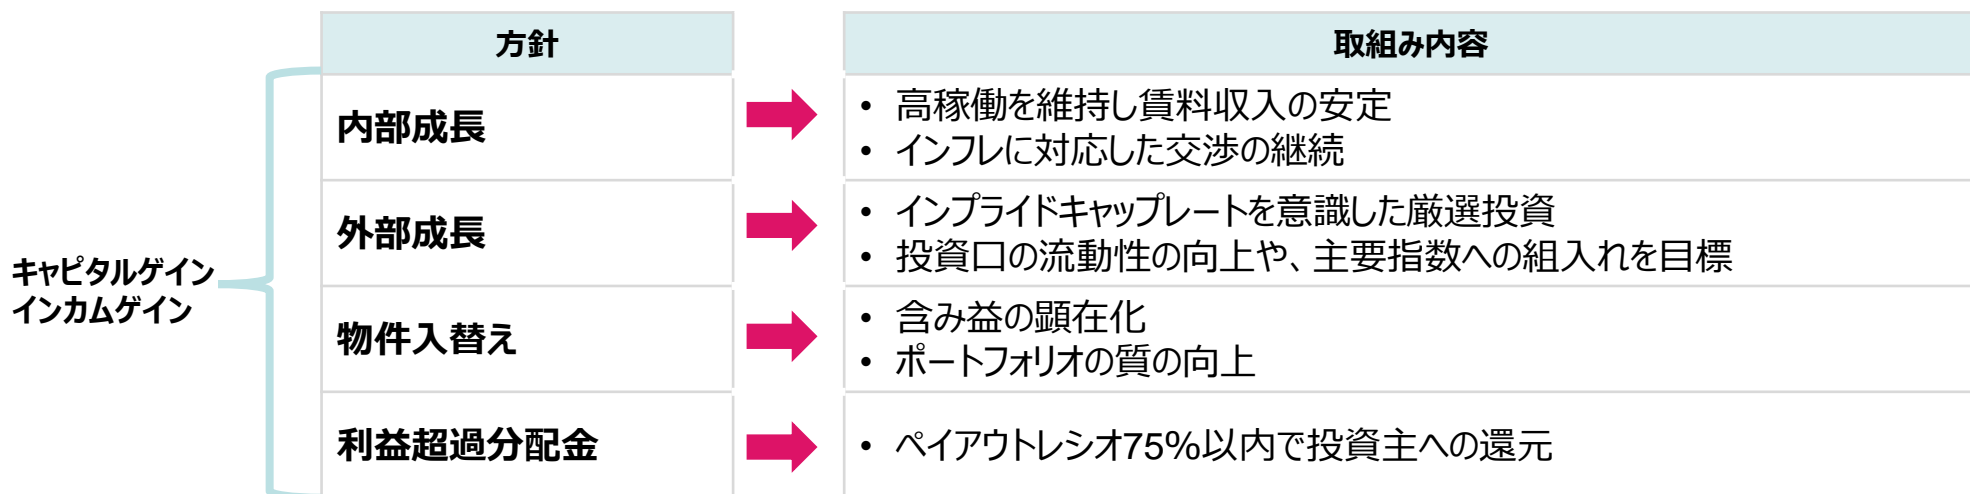 方針
取組み内容
キャピタルゲイン
インカムゲイン
内部成長
• 高稼働を維持し賃料収入の安定
• インフレに対応した交渉の継続
外部成長
• インプライドキャップレートを意識した厳選投資
• 投資口の流動性の向上や、主要指数への組入れを目標
物件入替え
• 含み益の顕在化
• ポートフォリオの質の向上
利益超過分配金
• ペイアウトレシオ75%以内で投資主への還元